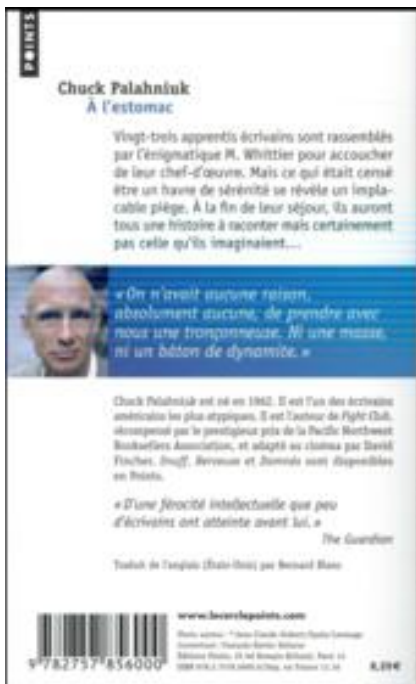 POINTS
Chuck Palahniuk
À l'estomac
Vingt-trois apprentis écrivains sont rassemblés
par l'énigmatique M. Whittier pour accoucher
de leur chef-d'œuvre. Mais ce qui était censé
être un havre de sérénité se révèle un impla-
cable piège. À la fin de leur séjour, ils auront
tous une histoire à raconter mais certainement
pas celle qu'ils imaginaient...
« On n'avait aucune raison,
absolument aucune, de prendre avec
nous une tronçonneuse. Ni une masse,
ni un bâton de dynamite. »
Chuck Palahniuk est né en 1962. Il est l'un des écrivains
américains les plus atypiques. Il est l'auteur de Fight Club,
récompensé par le prestigieux prix de la Pacific Northwest
Booksellers Association, et adapté au cinéma par David
Fincher. Snuff, Berceuse et Damnés sont disponibles
en Points.
« D'une férocité intellectuelle que peu
d'écrivains ont atteinte avant lui. »
The Guardian
Traduit de l'anglais (États-Unis) par Bernard Blanc
www.lecerclepoints.com
9 782757 856000